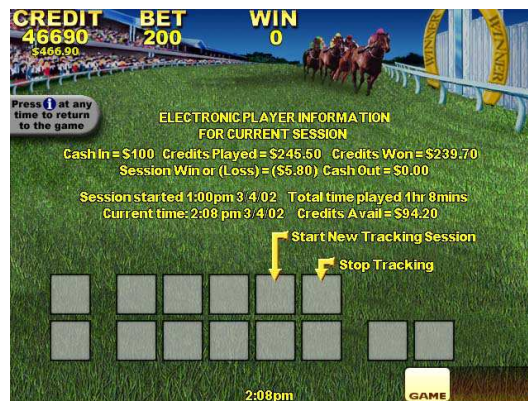 CREDIT BET WIN
46690 200 0
$466.90
WINNER WINNER
Press i at any
time to return
to the game
ELECTRONIC PLAYER INFORMATION
FOR CURRENT SESSION
Cash In = $100 Credits Played = $245.50 Credits Won = $239.70
Session Win or (Loss) = ($5.80) Cash Out = $0.00
Session started 1:00pm 3/4/02 Total time played 1hr 8mins
Current time: 2:08 pm 3/4/02 Credits Avail = $94.20
Start New Tracking Session
Stop Tracking
2:08pm
GAME